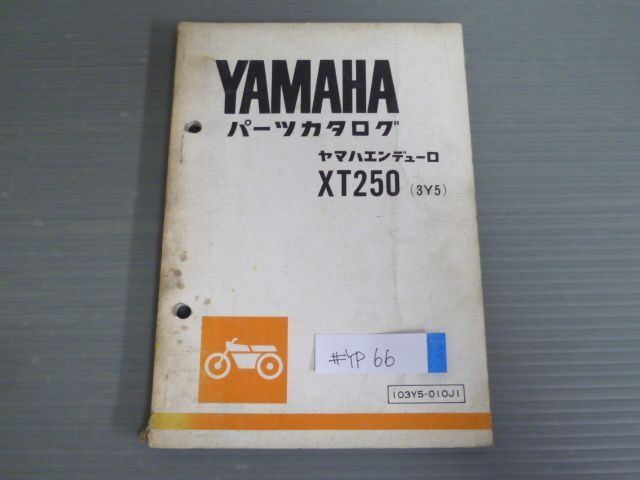 YAMAHA
パーツカタログ
ヤマハエンデューロ
XT250 (3Y5)
#YP 66
103Y5-010J1